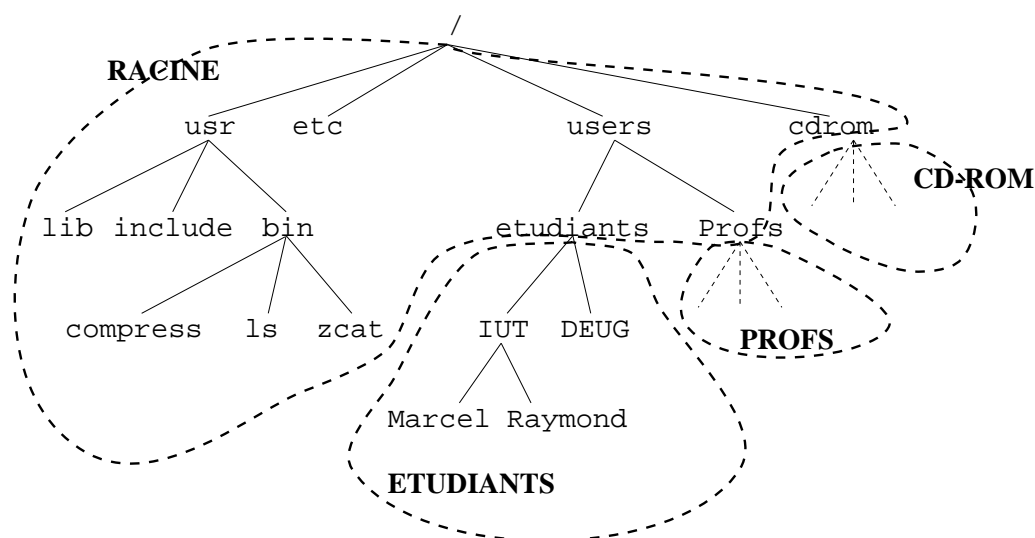 /
RACINE
usr etc users cdrom
CD-ROM
lib include bin etudiants Profs
compress ls zcat IUT DEUG
PROFS
Marcel Raymond
ETUDIANTS